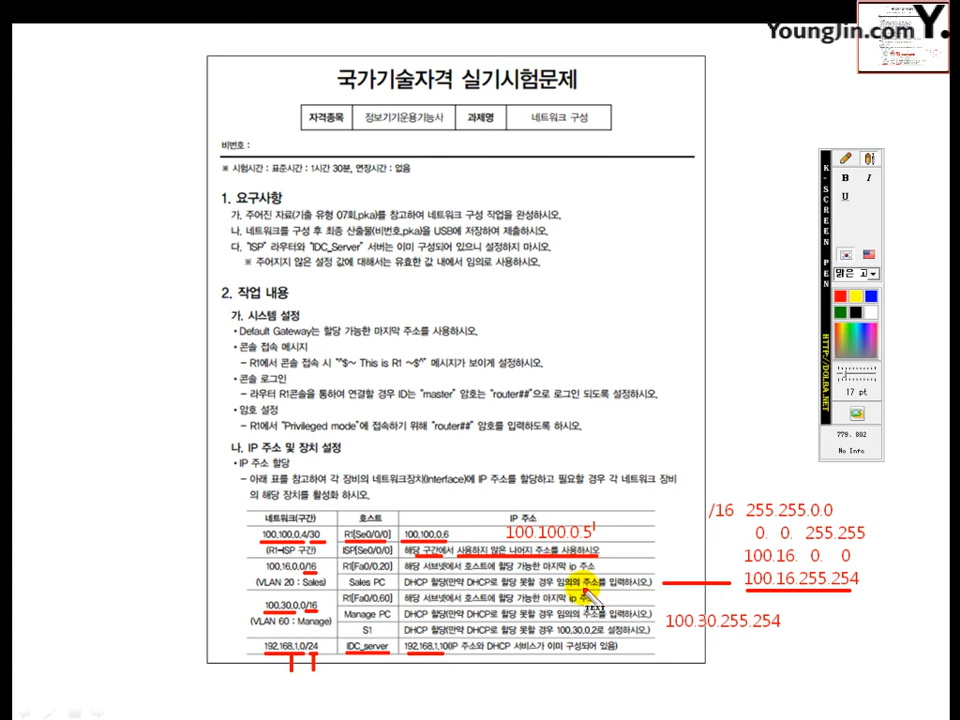 YoungJin.com Y.
국가기술자격 실기시험문제
자격종목 정보기기운용기능사 과제명 네트워크 구성
비번호 :
※ 시험시간 : 표준시간 : 1시간 30분, 연장시간 : 없음
1. 요구사항
가. 주어진 자료(기출 유형 07회.pka)를 참고하여 네트워크 구성 작업을 완성하시오.
나. 네트워크를 구성 후 최종 산출물(비번호.pka)을 USB에 저장하여 제출하시오.
다. "ISP" 라우터와 "IDC_Server" 서버는 이미 구성되어 있으니 설정하지 마시오.
※ 주어지지 않은 설정 값에 대해서는 유효한 값 내에서 임의로 사용하시오.
2. 작업 내용
가. 시스템 설정
• Default Gateway는 할당 가능한 마지막 주소를 사용하시오.
• 콘솔 접속 메시지
– R1에서 콘솔 접속 시 "^$~ This is R1 ~$^" 메시지가 보이게 설정하시오.
• 콘솔 로그인
– 라우터 R1콘솔을 통하여 연결할 경우 ID는 "master" 암호는 "router##"으로 로그인 되도록 설정하시오.
• 암호 설정
– R1에서 "Privileged mode"에 접속하기 위해 "router##" 암호를 입력하도록 하시오.
나. IP 주소 및 장치 설정
• IP 주소 할당
– 아래 표를 참고하여 각 장비의 네트워크장치(Interface)에 IP 주소를 할당하고 필요할 경우 각 네트워크 장비
의 해당 장치를 활성화 하시오.
네트워크(구간) 호스트 IP 주소
100.100.0.4/30 R1[Se0/0/0] 100.100.0.6 100.100.0.5
(R1-ISP 구간) ISP[Se0/0/0] 해당 구간에서 사용하지 않은 나머지 주소를 사용하시오
100.16.0.0/16 R1[Fa0/0.20] 해당 서브넷에서 호스트에 할당 가능한 마지막 ip 주소
(VLAN 20 : Sales) Sales PC DHCP 할당(만약 DHCP로 할당 못할 경우 임의의 주소를 입력하시오.)
100.30.0.0/16 R1[Fa0/0.60] 해당 서브넷에서 호스트에 할당 가능한 마지막 ip 주소
(VLAN 60 : Manage) Manage PC DHCP 할당(만약 DHCP로 할당 못할 경우 임의의 주소를 입력하시오.)
S1 DHCP 할당(만약 DHCP로 할당 못할 경우 100.30.0.2로 설정하시오.)
192.168.1.0/24 IDC_server 192.168.1.10(IP 주소와 DHCP 서비스가 이미 구성되어 있음)
/16 255.255.0.0
0. 0. 255.255
100.16. 0. 0
100.16.255.254
100.30.255.254
TEXT
K-SCREEN PEN
HTTP://DOLBA.NET
B I
U
맑은 고
17 pt
779. 802
No Info